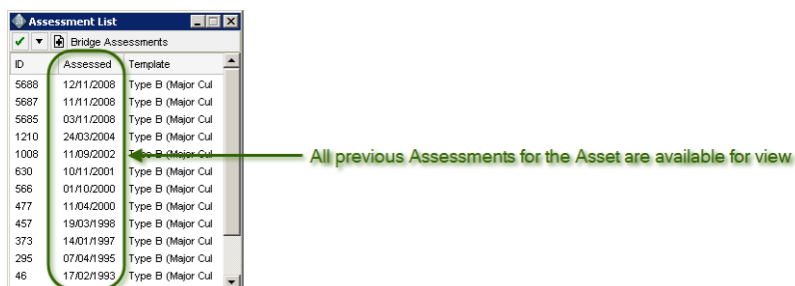 Assessment List
Bridge Assessments
ID Assessed Template
5688 12/11/2008 Type B (Major Cul
5687 11/11/2008 Type B (Major Cul
5685 03/11/2008 Type B (Major Cul
1210 24/03/2004 Type B (Major Cul
1008 11/09/2002 Type B (Major Cul
All previous Assessments for the Asset are available for view
630 10/11/2001 Type B (Major Cul
566 01/10/2000 Type B (Major Cul
477 11/04/2000 Type B (Major Cul
457 19/03/1998 Type B (Major Cul
373 14/01/1997 Type B (Major Cul
295 07/04/1995 Type B (Major Cul
46 17/02/1993 Type B (Major Cul